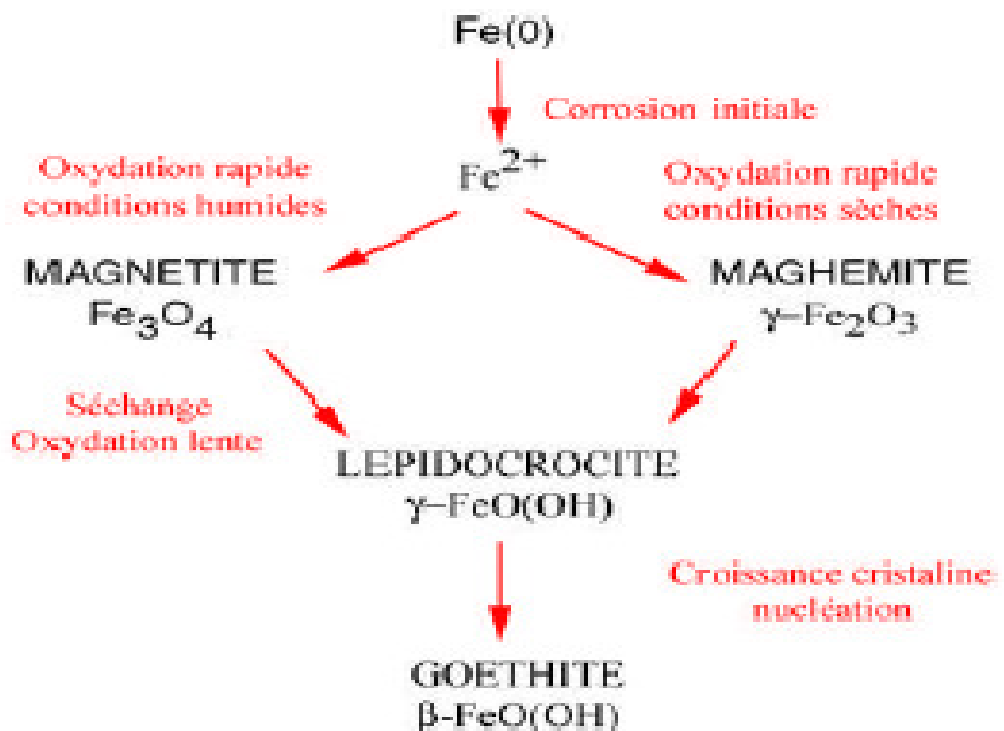 Fe(0)
Corrosion initiale
Fe²⁺
Oxydation rapide
conditions humides
Oxydation rapide
conditions sèches
MAGNETITE
Fe₃O₄
MAGHEMITE
γ–Fe₂O₃
Séchange
Oxydation lente
LEPIDOCROCITE
γ–FeO(OH)
Croissance cristaline
nucléation
GOETHITE
β-FeO(OH)